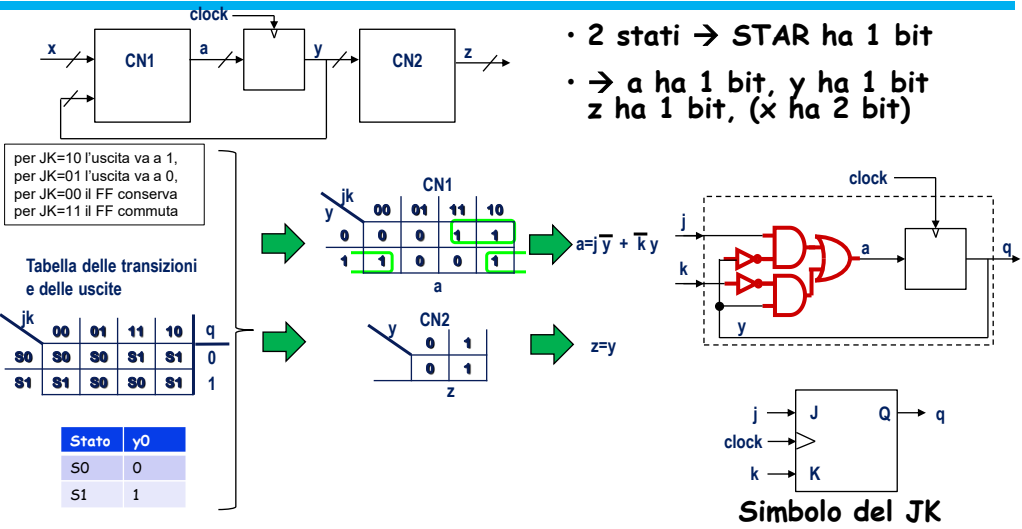 clock
x
CN1
a
y
CN2
z
• 2 stati → STAR ha 1 bit
• → a ha 1 bit, y ha 1 bit
z ha 1 bit, (x ha 2 bit)
per JK=10 l'uscita va a 1,
per JK=01 l'uscita va a 0,
per JK=00 il FF conserva
per JK=11 il FF commuta
CN1
jk
y
00 01 11 10
0 0 0 1 1
1 1 0 0 1
a
a=j y̅ + k̅ y
Tabella delle transizioni
e delle uscite
jk
00 01 11 10 q
S0 S0 S0 S1 S1 0
S1 S1 S0 S0 S1 1
CN2
y
0 1
0 1
z
z=y
Stato y0
S0 0
S1 1
clock
j
k
a
q
y
j J Q q
clock
k K
Simbolo del JK